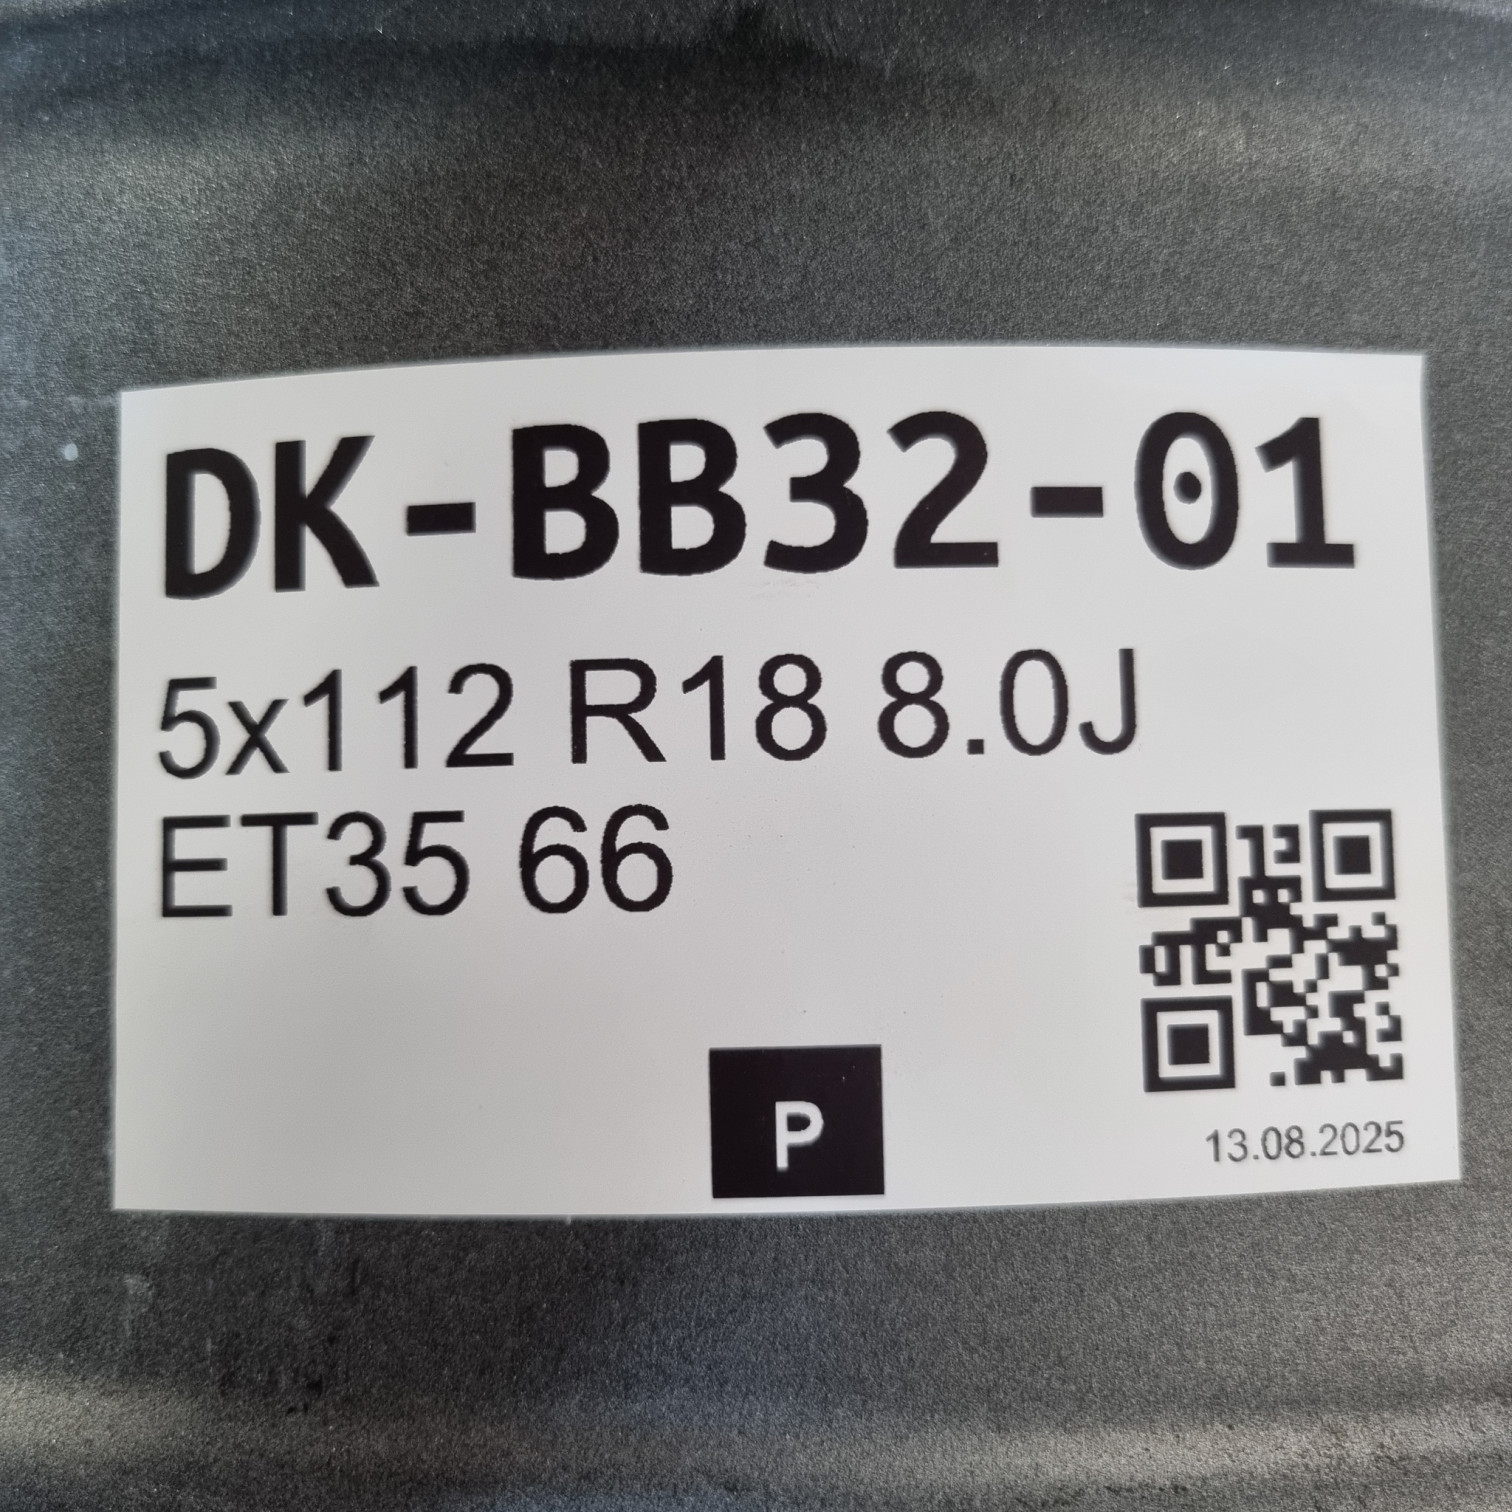 DK-BB32-01
5x112 R18 8.0J
ET35 66
P
13.08.2025